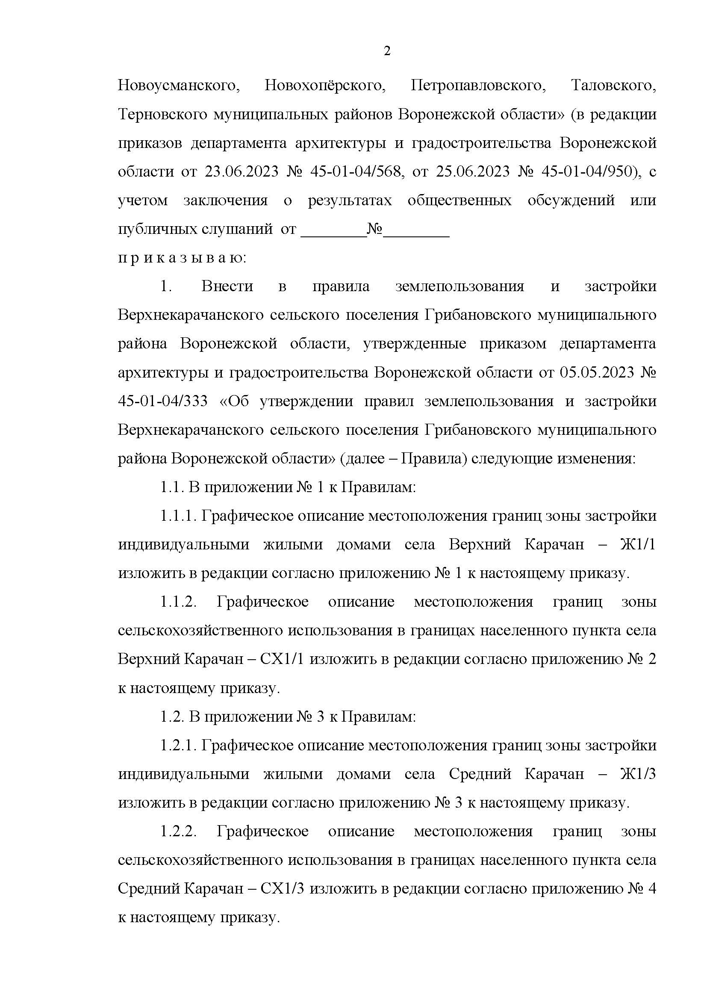 2
Новоусманского, Новохопёрского, Петропавловского, Таловского,
Терновского муниципальных районов Воронежской области» (в редакции
приказов департамента архитектуры и градостроительства Воронежской
области от 23.06.2023 № 45-01-04/568, от 25.06.2023 № 45-01-04/950), с
учетом заключения о результатах общественных обсуждений или
публичных слушаний от ________№________
п р и к а з ы в а ю:
1. Внести в правила землепользования и застройки
Верхнекарачанского сельского поселения Грибановского муниципального
района Воронежской области, утвержденные приказом департамента
архитектуры и градостроительства Воронежской области от 05.05.2023 №
45-01-04/333 «Об утверждении правил землепользования и застройки
Верхнекарачанского сельского поселения Грибановского муниципального
района Воронежской области» (далее – Правила) следующие изменения:
1.1. В приложении № 1 к Правилам:
1.1.1. Графическое описание местоположения границ зоны застройки
индивидуальными жилыми домами села Верхний Карачан – Ж1/1
изложить в редакции согласно приложению № 1 к настоящему приказу.
1.1.2. Графическое описание местоположения границ зоны
сельскохозяйственного использования в границах населенного пункта села
Верхний Карачан – СХ1/1 изложить в редакции согласно приложению № 2
к настоящему приказу.
1.2. В приложении № 3 к Правилам:
1.2.1. Графическое описание местоположения границ зоны застройки
индивидуальными жилыми домами села Средний Карачан – Ж1/3
изложить в редакции согласно приложению № 3 к настоящему приказу.
1.2.2. Графическое описание местоположения границ зоны
сельскохозяйственного использования в границах населенного пункта села
Средний Карачан – СХ1/3 изложить в редакции согласно приложению № 4
к настоящему приказу.